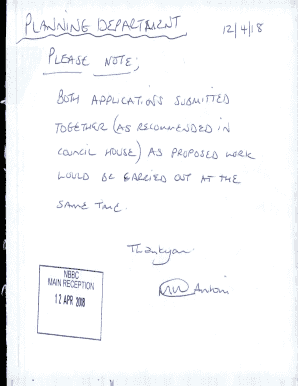 PLANNING DEPARTMENT
12/4/18
PLEASE NOTE;
BOTH APPLICATIONS SUBMITTED
TOGETHER (AS RECOMMENDED IN
COUNCIL HOUSE) AS PROPOSED WORK
WOULD BE CARRIED OUT AT THE
SAME TIME.
Thankyou.
NBBC
MAIN RECEPTION
12 APR 2018